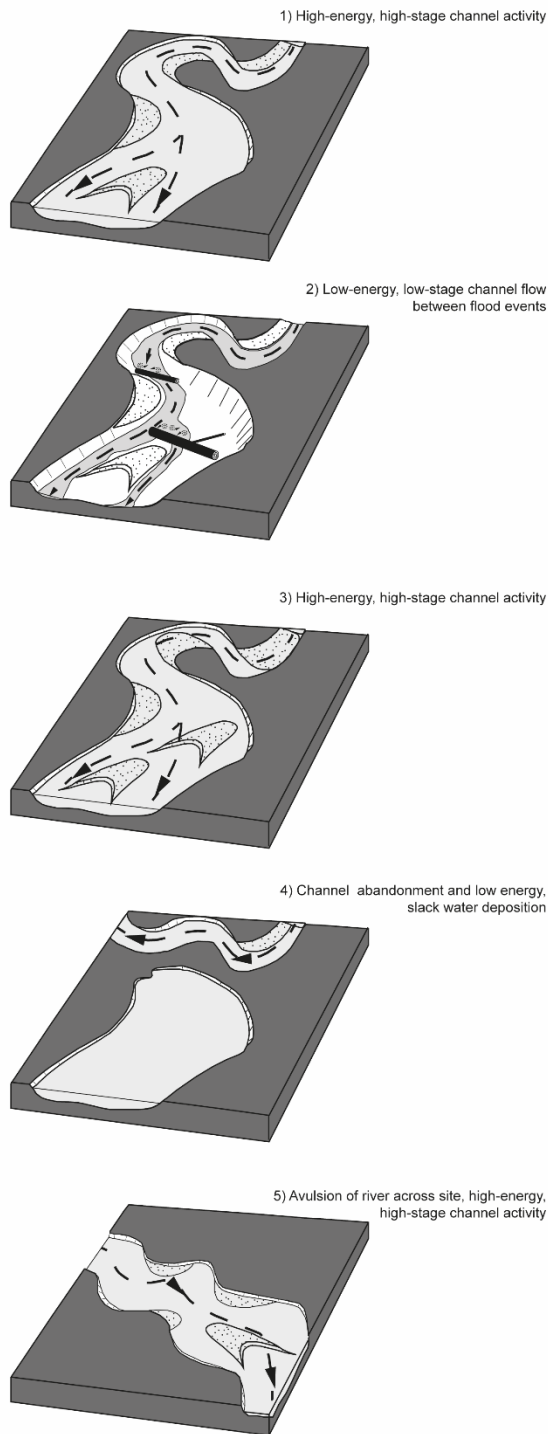 1) High-energy, high-stage channel activity
2) Low-energy, low-stage channel flow
between flood events
3) High-energy, high-stage channel activity
4) Channel abandonment and low energy,
slack water deposition
5) Avulsion of river across site, high-energy,
high-stage channel activity